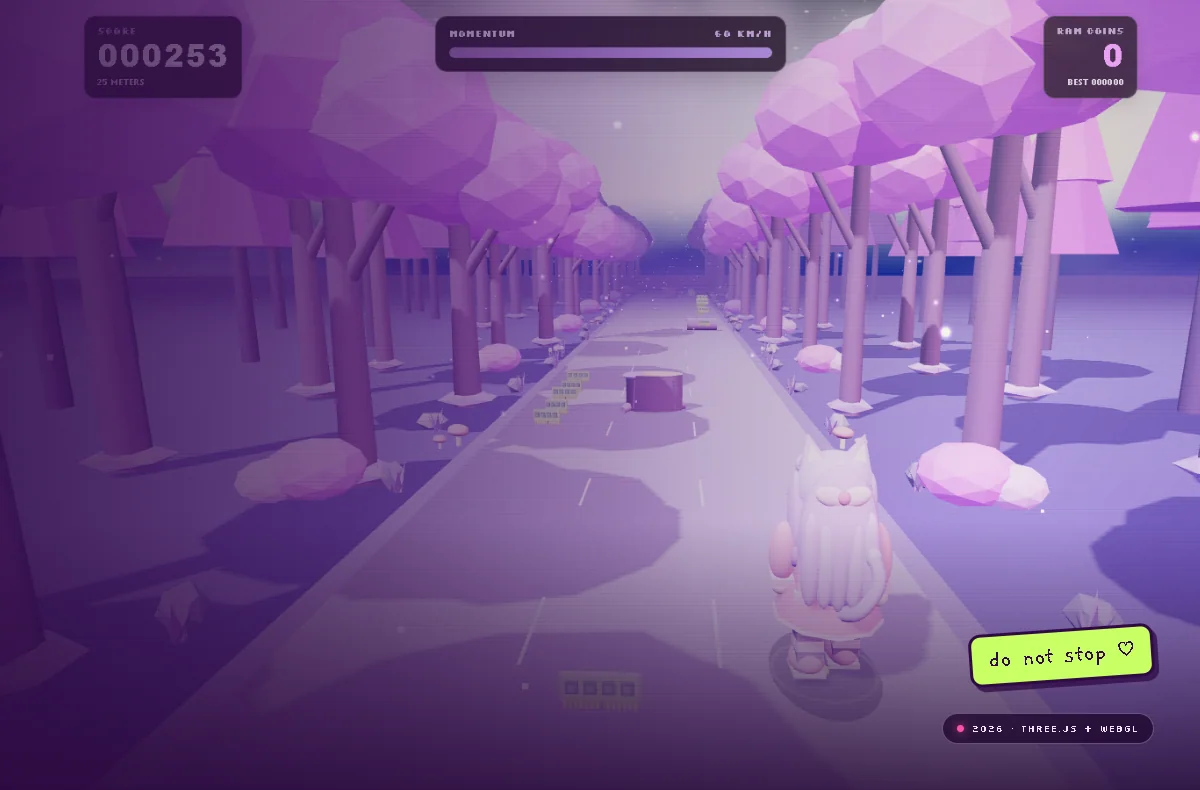 SCORE
000253
25 METERS
MOMENTUM 60 KM/H
RAM COINS
0
BEST 000000
do not stop ♡
2026 · THREE.JS + WEBGL